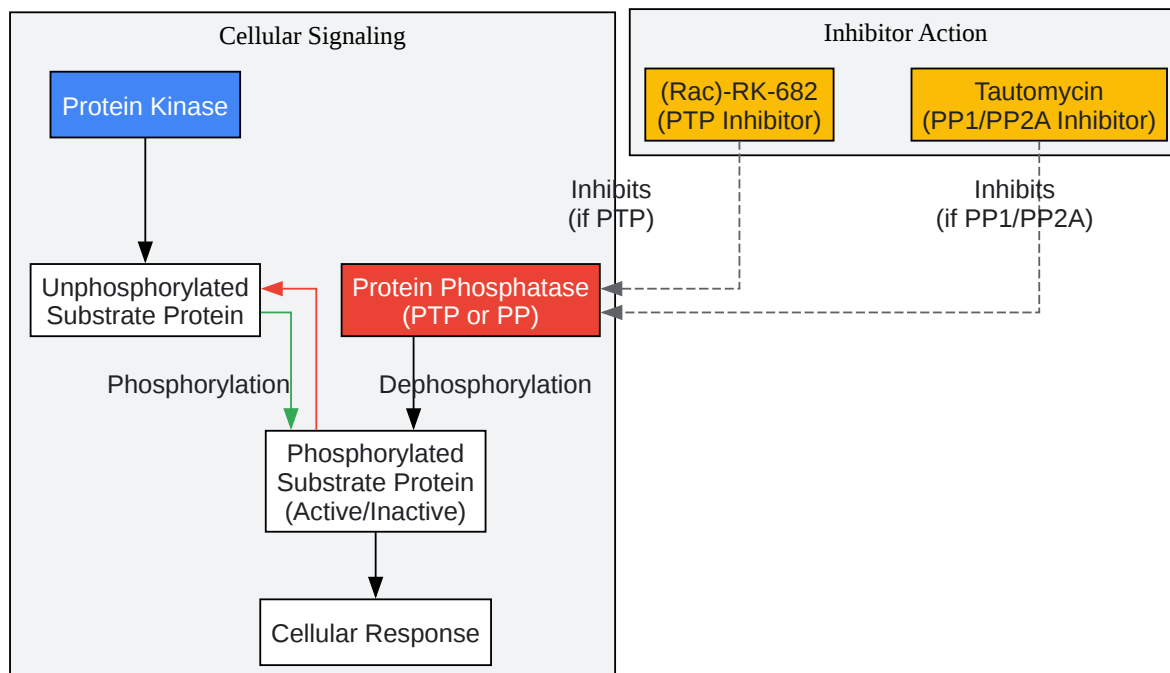 Cellular Signaling
Inhibitor Action
Protein Kinase
(Rac)-RK-682
(PTP Inhibitor)
Tautomycin
(PP1/PP2A Inhibitor)
Inhibits
(if PTP)
Inhibits
(if PP1/PP2A)
Unphosphorylated
Substrate Protein
Protein Phosphatase
(PTP or PP)
Phosphorylation
Dephosphorylation
Phosphorylated
Substrate Protein
(Active/Inactive)
Cellular Response